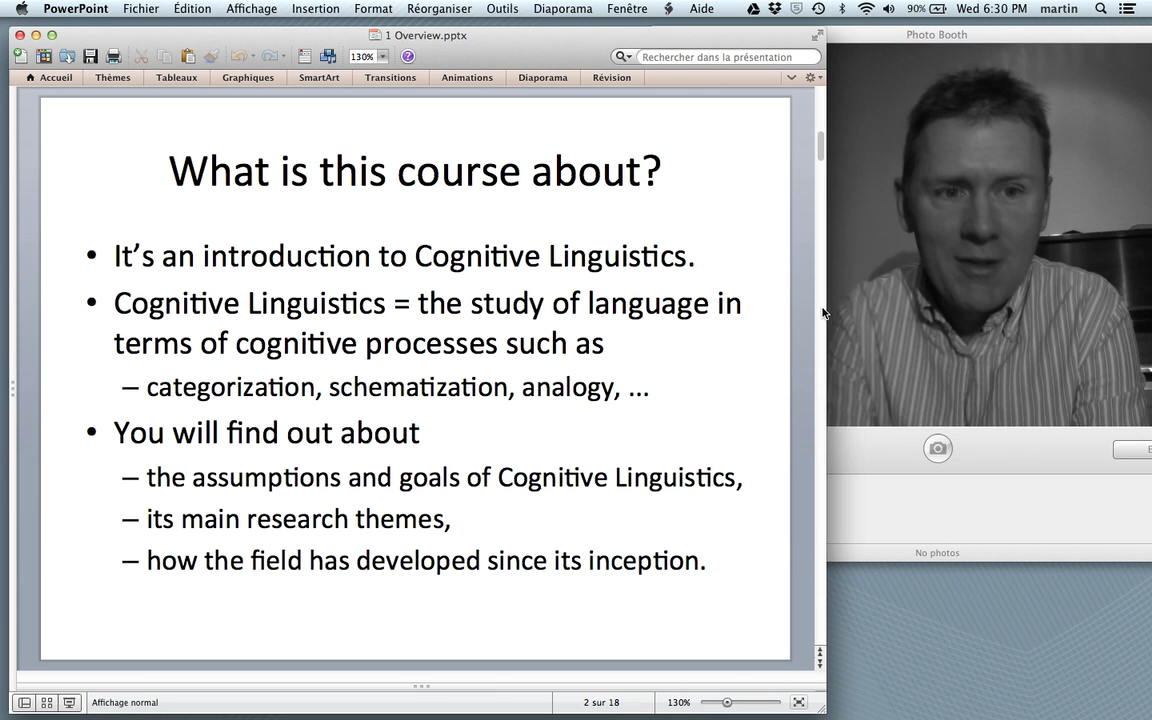 PowerPoint Fichier Édition Affichage Insertion Format Réorganiser Outils Diaporama Fenêtre Aide 90% Wed 6:30 PM martin
1 Overview.pptx
Photo Booth
130% Rechercher dans la présentation
Accueil Thèmes Tableaux Graphiques SmartArt Transitions Animations Diaporama Révision
What is this course about?
• It's an introduction to Cognitive Linguistics.
• Cognitive Linguistics = the study of language in
terms of cognitive processes such as
– categorization, schematization, analogy, ...
• You will find out about
– the assumptions and goals of Cognitive Linguistics,
– its main research themes,
– how the field has developed since its inception.
No photos
Affichage normal 2 sur 18 130%